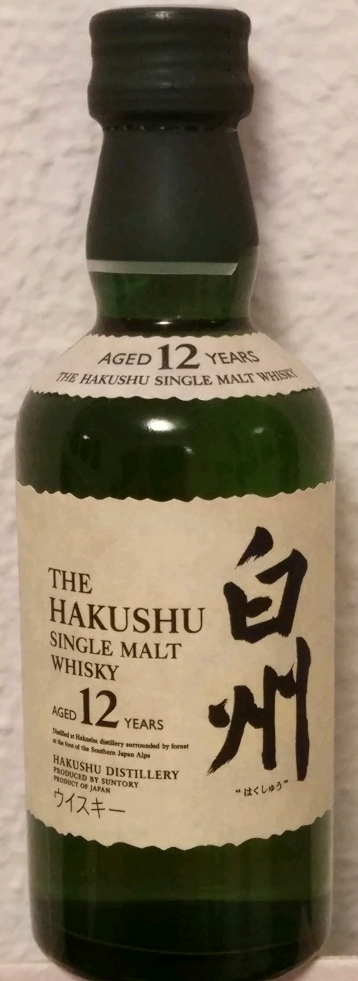 AGED 12 YEARS
THE HAKUSHU SINGLE MALT WHISKY
THE
HAKUSHU
SINGLE MALT
WHISKY
AGED 12 YEARS
Distilled at Hakushu distillery surrounded by forest
at the foot of the Southern Japan Alps
HAKUSHU DISTILLERY
PRODUCED BY SUNTORY
PRODUCT OF JAPAN
ウイスキー
白州
"はくしゅう"